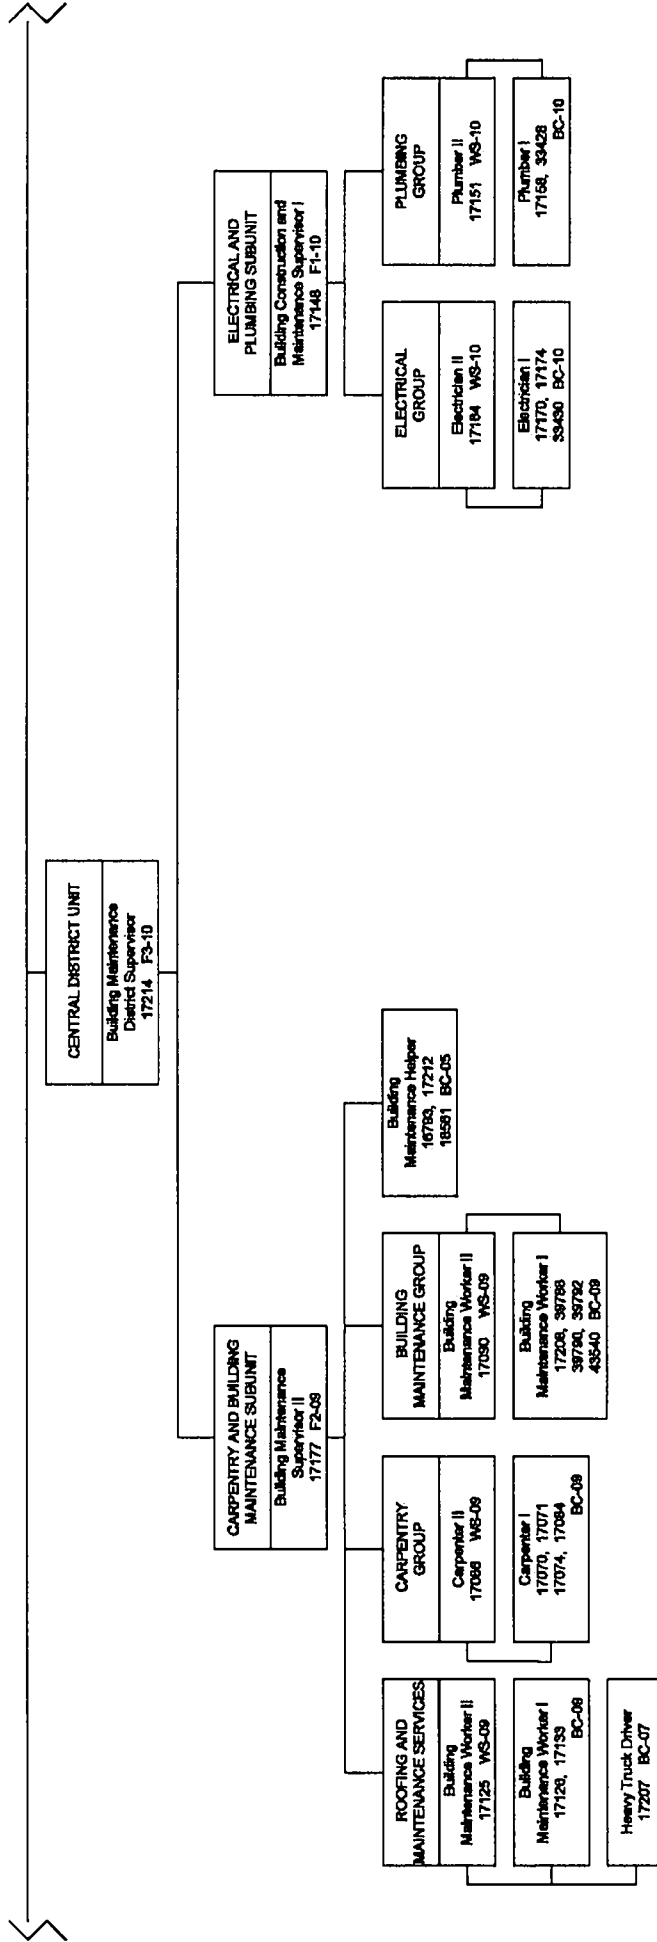 CENTRAL DISTRICT UNIT
Building Maintenance
District Supervisor
17214 F3-10
CARPENTRY AND BUILDING
MAINTENANCE SUBUNIT
Building Maintenance
Supervisor II
17177 F2-09
ROOFING AND
MAINTENANCE SERVICES
Building
Maintenance Worker II
17125 WS-09
Building
Maintenance Worker I
17126, 17133
BC-09
Heavy Truck Driver
17207 BC-07
CARPENTRY
GROUP
Carpenter II
17086 WS-09
Carpenter I
17070, 17071
17074, 17084
BC-09
BUILDING
MAINTENANCE GROUP
Building
Maintenance Worker II
17090 WS-09
Building
Maintenance Worker I
17208, 39788
39790, 39792
43540 BC-09
Building
Maintenance Helper
16793, 17212
18561 BC-05
ELECTRICAL AND
PLUMBING SUBUNIT
Building Construction and
Maintenance Supervisor I
17148 F1-10
ELECTRICAL
GROUP
Electrician II
17164 WS-10
Electrician I
17170, 17174
33430 BC-10
PLUMBING
GROUP
Plumber II
17151 WS-10
Plumber I
17158, 33428
BC-10